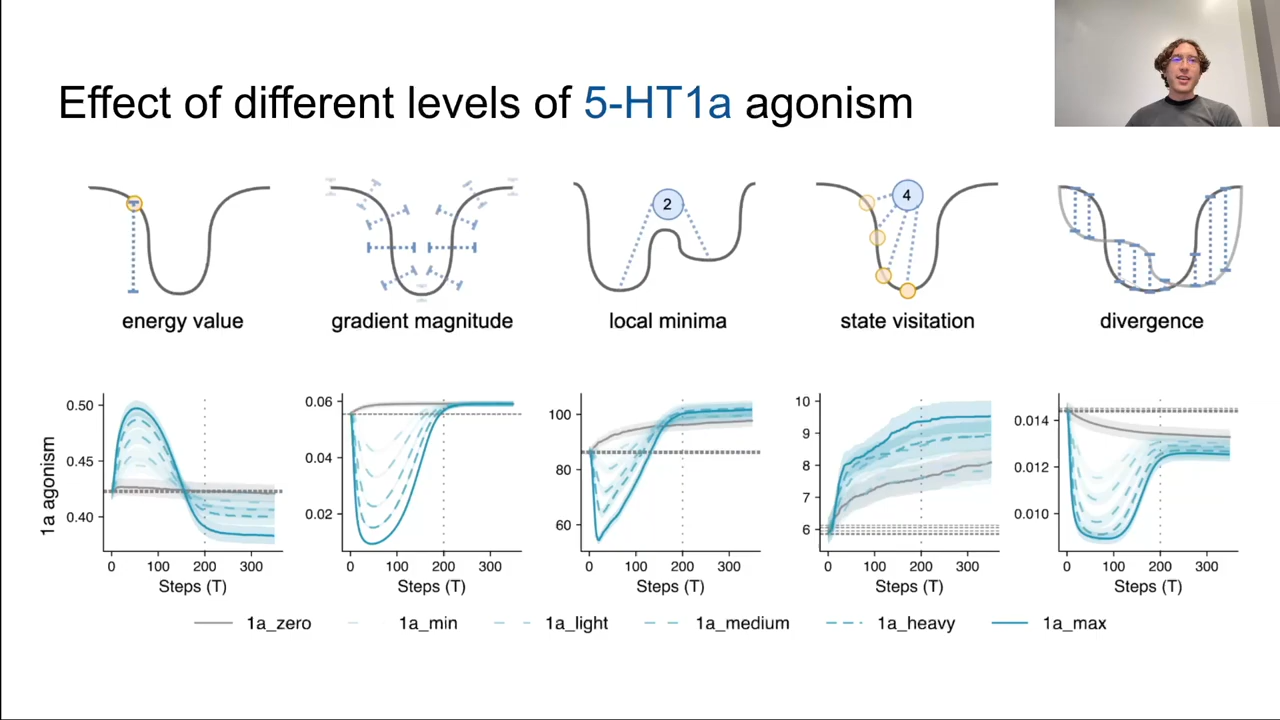 Effect of different levels of 5-HT1a agonism
2
4
energy value
gradient magnitude
local minima
state visitation
divergence
1a agonism
0.50
0.45
0.40
0 100 200 300
Steps (T)
0.06
0.04
0.02
0 100 200 300
Steps (T)
100
80
60
0 100 200 300
Steps (T)
10
9
8
7
6
0 100 200 300
Steps (T)
0.014
0.012
0.010
0 100 200 300
Steps (T)
1a_zero 1a_min 1a_light 1a_medium 1a_heavy 1a_max